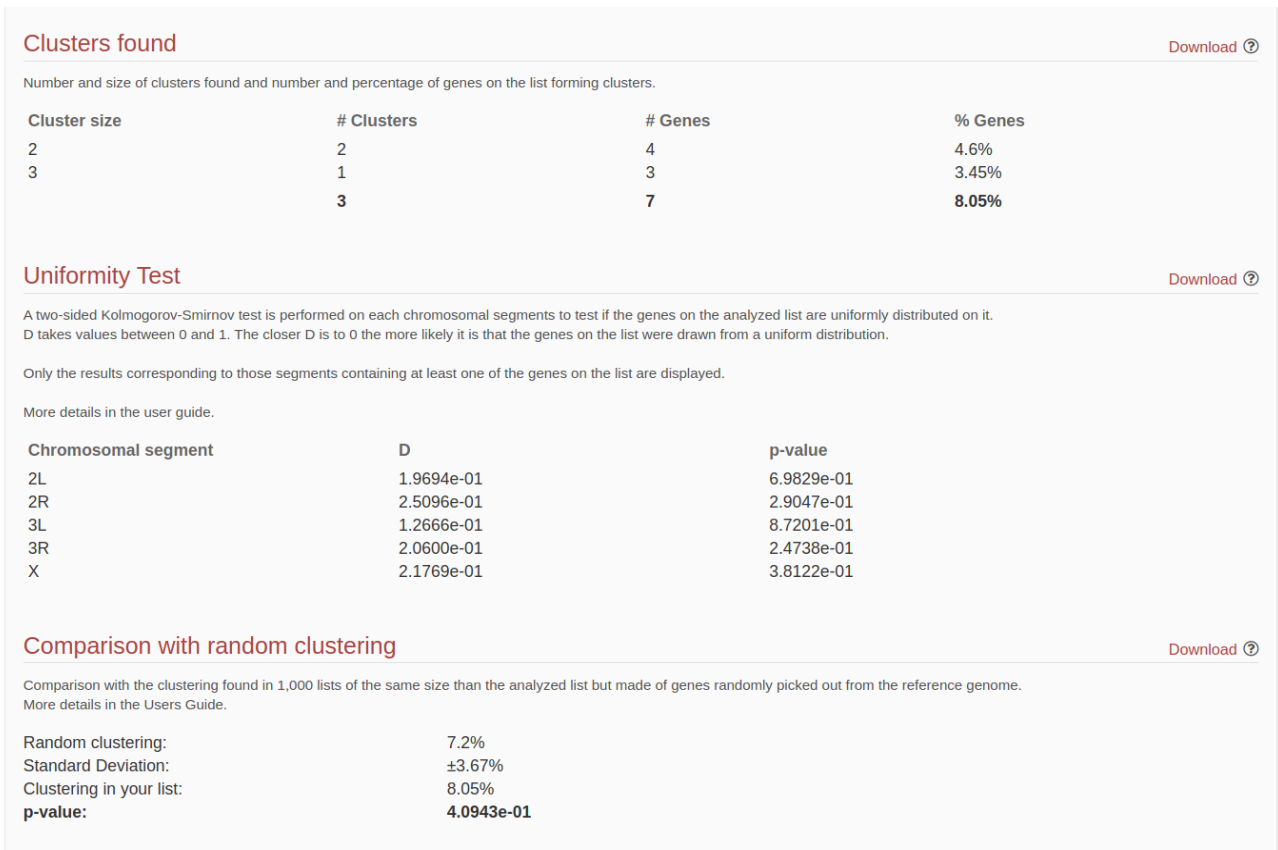 Clusters found
Download ?
Number and size of clusters found and number and percentage of genes on the list forming clusters.
Cluster size # Clusters # Genes % Genes
2 2 4 4.6%
3 1 3 3.45%
3 7 8.05%
Uniformity Test
Download ?
A two-sided Kolmogorov-Smirnov test is performed on each chromosomal segments to test if the genes on the analyzed list are uniformly distributed on it.
D takes values between 0 and 1. The closer D is to 0 the more likely it is that the genes on the list were drawn from a uniform distribution.
Only the results corresponding to those segments containing at least one of the genes on the list are displayed.
More details in the user guide.
Chromosomal segment D p-value
2L 1.9694e-01 6.9829e-01
2R 2.5096e-01 2.9047e-01
3L 1.2666e-01 8.7201e-01
3R 2.0600e-01 2.4738e-01
X 2.1769e-01 3.8122e-01
Comparison with random clustering
Download ?
Comparison with the clustering found in 1,000 lists of the same size than the analyzed list but made of genes randomly picked out from the reference genome.
More details in the Users Guide.
Random clustering: 7.2%
Standard Deviation: ±3.67%
Clustering in your list: 8.05%
p-value: 4.0943e-01